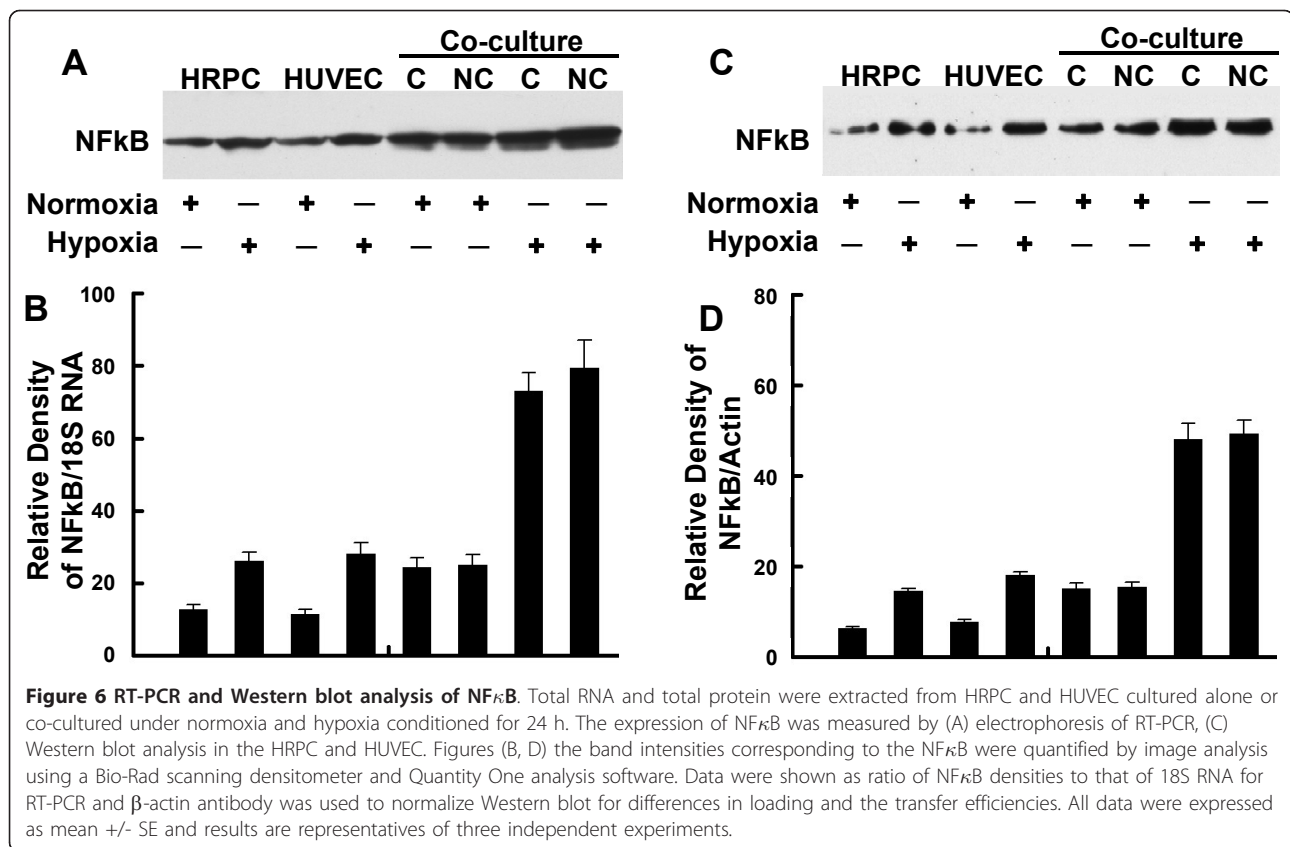 A
Co-culture
HRPC HUVEC C NC C NC
NFkB
Normoxia + — + — + + — —
Hypoxia — + — + — — + +
B
Relative Density
of NFkB/18S RNA
100
80
60
40
20
0
C
Co-culture
HRPC HUVEC C NC C NC
NFkB
Normoxia + — + — + + — —
Hypoxia — + — + — — + +
D
Relative Density of
NFkB/Actin
80
60
40
20
0
Figure 6 RT-PCR and Western blot analysis of NFκB. Total RNA and total protein were extracted from HRPC and HUVEC cultured alone or
co-cultured under normoxia and hypoxia conditioned for 24 h. The expression of NFκB was measured by (A) electrophoresis of RT-PCR, (C)
Western blot analysis in the HRPC and HUVEC. Figures (B, D) the band intensities corresponding to the NFκB were quantified by image analysis
using a Bio-Rad scanning densitometer and Quantity One analysis software. Data were shown as ratio of NFκB densities to that of 18S RNA for
RT-PCR and β-actin antibody was used to normalize Western blot for differences in loading and the transfer efficiencies. All data were expressed
as mean +/- SE and results are representatives of three independent experiments.